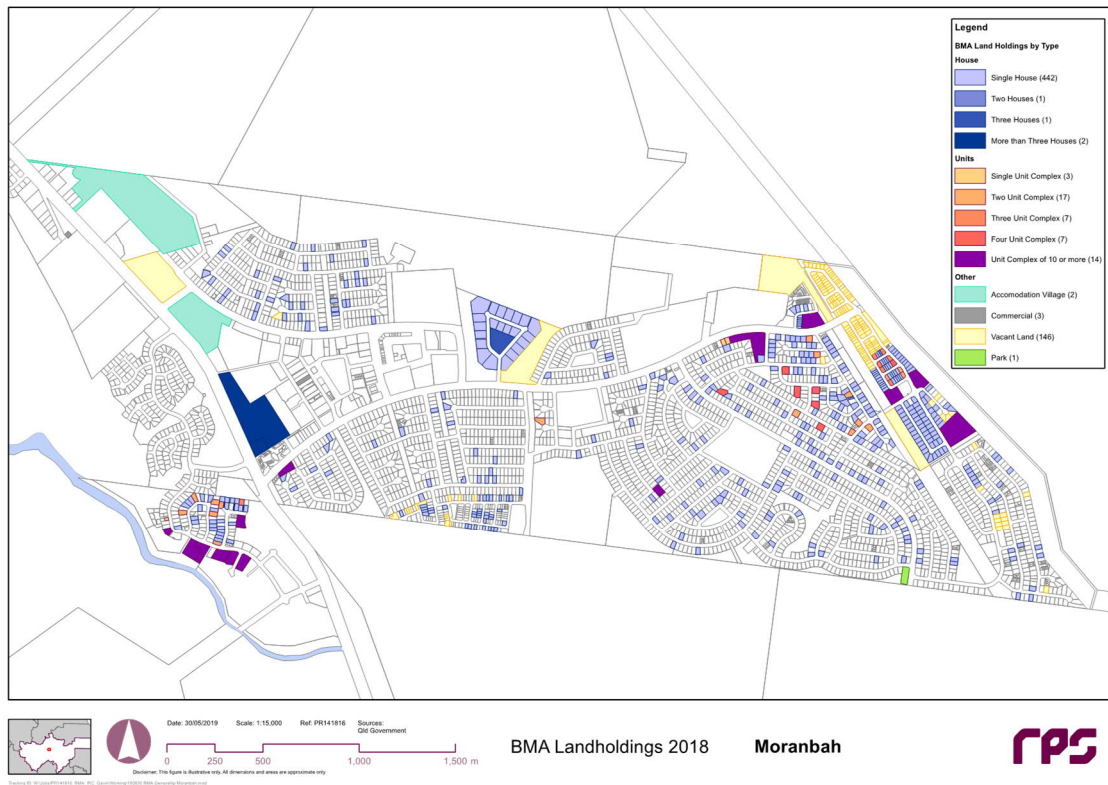 Legend
BMA Land Holdings by Type
House
Single House (442)
Two Houses (1)
Three Houses (1)
More than Three Houses (2)
Units
Single Unit Complex (3)
Two Unit Complex (17)
Three Unit Complex (7)
Four Unit Complex (7)
Unit Complex of 10 or more (14)
Other
Accomodation Village (2)
Commercial (3)
Vacant Land (146)
Park (1)
Date: 30/05/2019 Scale: 1:15,000 Ref: PR141816 Sources:
Qld Government
0 250 500 1,000 1,500 m
Disclaimer: This figure is illustrative only. All dimensions and areas are approximate only
BMA Landholdings 2018 Moranbah
rps